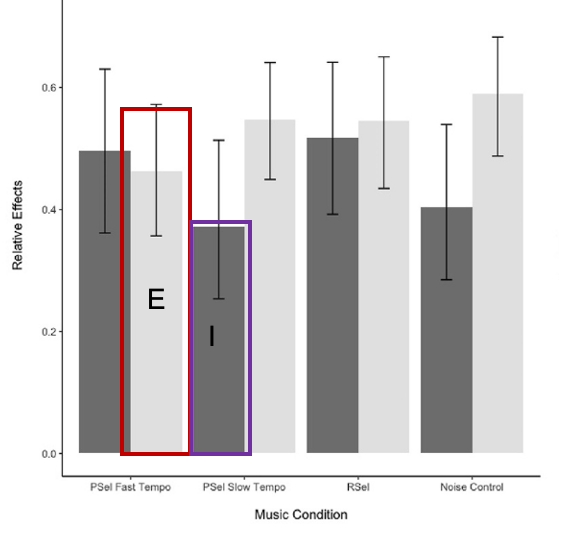 0.6
0.4
0.2
0.0
Relative Effects
E
I
PSel Fast Tempo
PSel Slow Tempo
RSel
Noise Control
Music Condition